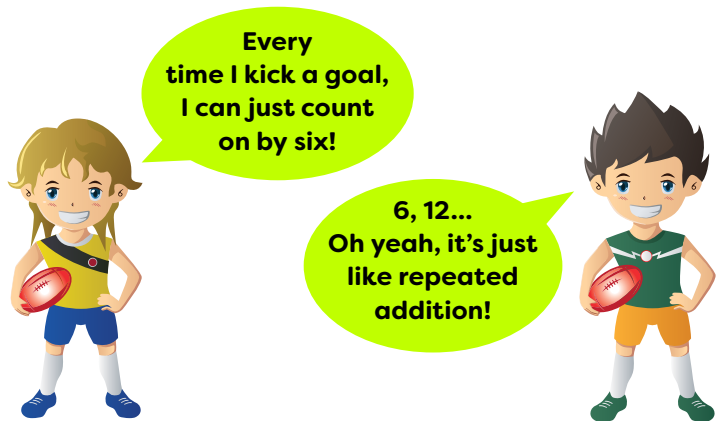 Every
time I kick a goal,
I can just count
on by six!
6, 12...
Oh yeah, it’s just
like repeated
addition!